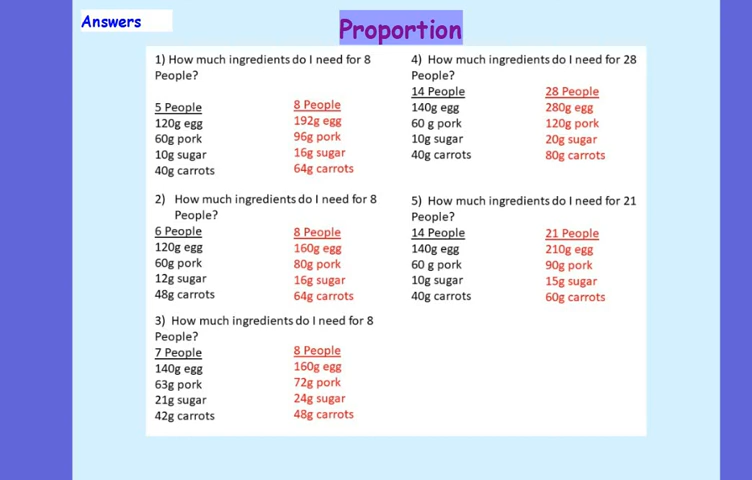 Answers
Proportion
1) How much ingredients do I need for 8
People?
5 People
120g egg
60g pork
10g sugar
40g carrots
8 People
192g egg
96g pork
16g sugar
64g carrots
2) How much ingredients do I need for 8
People?
6 People
120g egg
60g pork
12g sugar
48g carrots
8 People
160g egg
80g pork
16g sugar
64g carrots
3) How much ingredients do I need for 8
People?
7 People
140g egg
63g pork
21g sugar
42g carrots
8 People
160g egg
72g pork
24g sugar
48g carrots
4) How much ingredients do I need for 28
People?
14 People
140g egg
60 g pork
10g sugar
40g carrots
28 People
280g egg
120g pork
20g sugar
80g carrots
5) How much ingredients do I need for 21
People?
14 People
140g egg
60 g pork
10g sugar
40g carrots
21 People
210g egg
90g pork
15g sugar
60g carrots